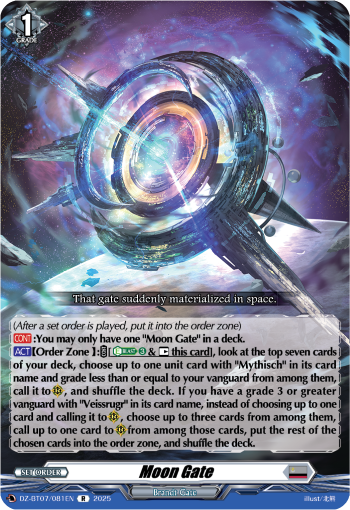 1
GRADE
That gate suddenly materialized in space.
(After a set order is played, put it into the order zone)
CONT:You may only have one "Moon Gate" in a deck.
ACT[Order Zone]:[3 & this card], look at the top seven cards
of your deck, choose up to one unit card with "Mythisch" in its card
name and grade less than or equal to your vanguard from among them,
call it to , and shuffle the deck. If you have a grade 3 or greater
vanguard with "Veissrugr" in its card name, instead of choosing up to one
card and calling it to , choose up to three cards from among them,
call up to one card to from among those cards, put the rest of the
chosen cards into the order zone, and shuffle the deck.
SET ORDER
Moon Gate
Brandt Gate
DZ-BT07/081EN R 2025
illust/北熊